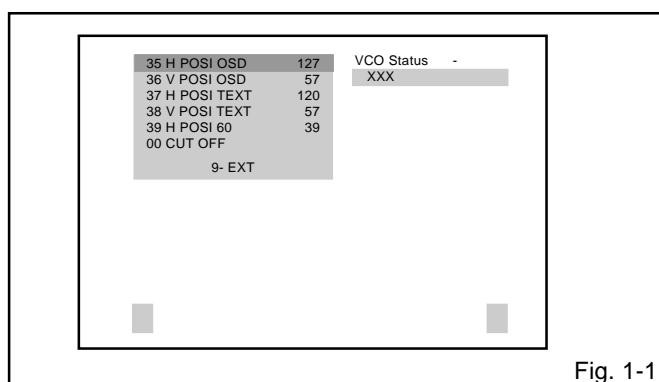 35 H POSI OSD 127
36 V POSI OSD 57
37 H POSI TEXT 120
38 V POSI TEXT 57
39 H POSI 60 39
00 CUT OFF
9- EXT
VCO Status -
XXX
Fig. 1-1